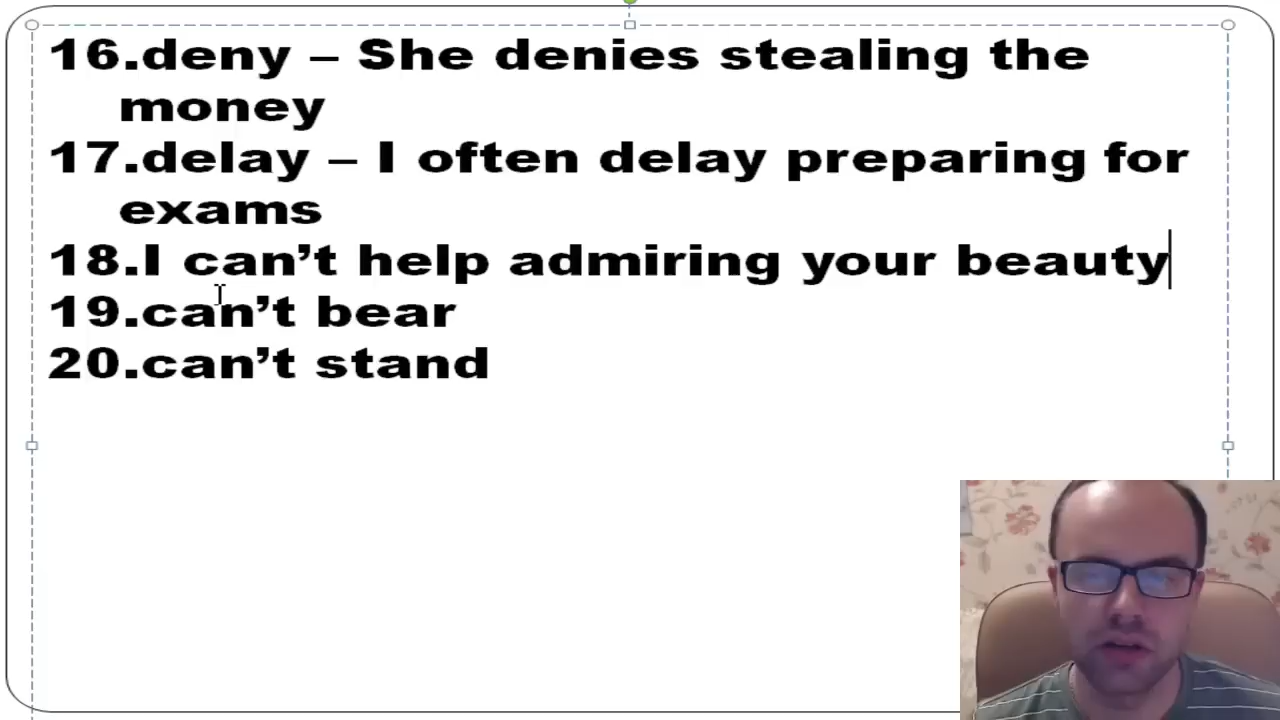 16.deny – She denies stealing the
money
17.delay – I often delay preparing for
exams
18.I can’t help admiring your beauty
19.can’t bear
20.can’t stand